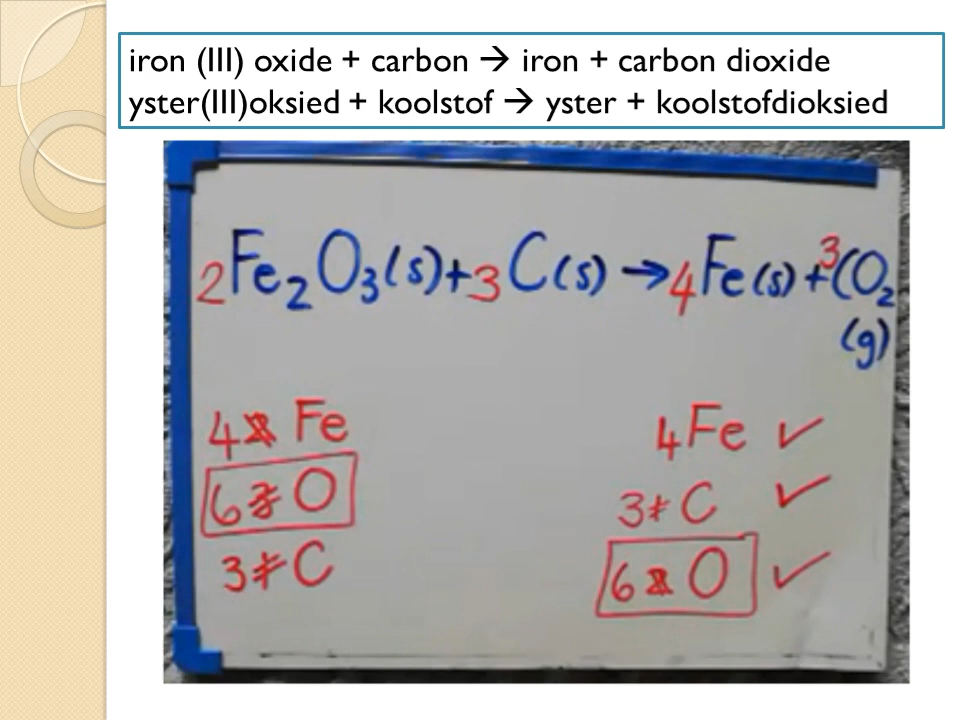 iron (III) oxide + carbon → iron + carbon dioxide
yster(III)oksied + koolstof → yster + koolstofdioksied
2Fe₂O₃(s)+3C(s)→4Fe(s)+3CO₂
(g)
4 Fe
4Fe ✓
6 O
3 C ✓
3 C
6 O ✓